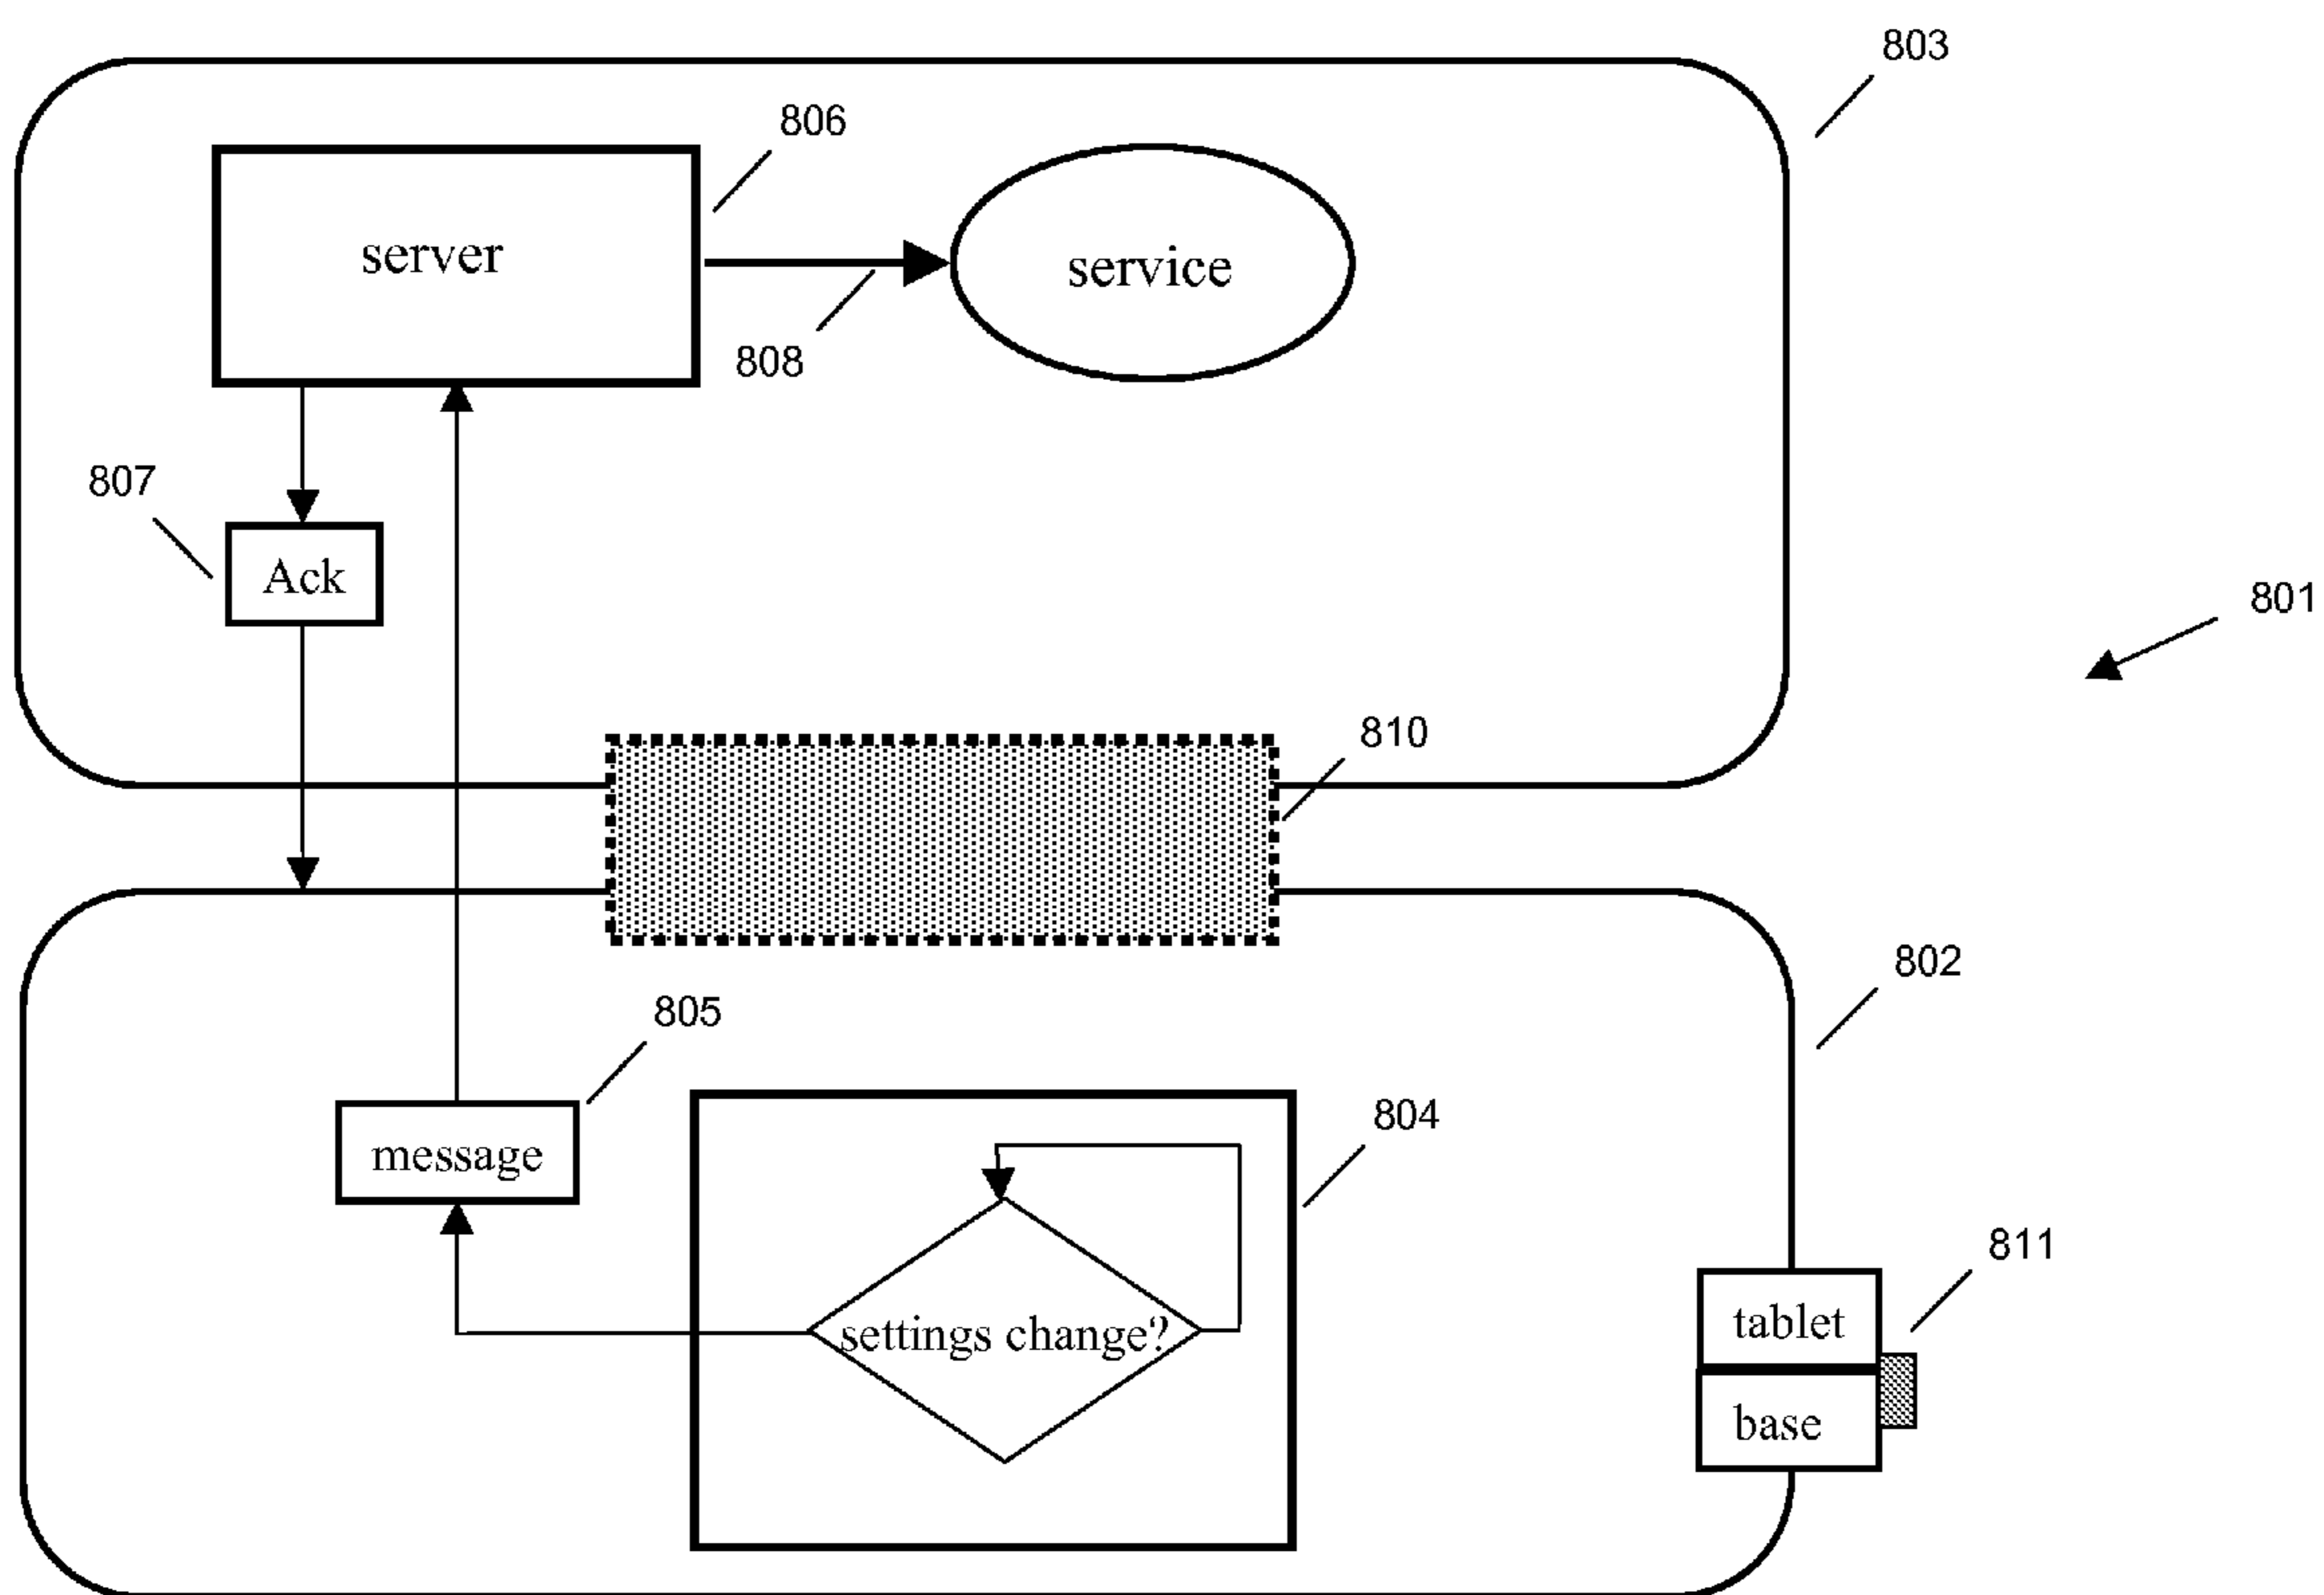 803
806
server
service
808
807
Ack
801
810
802
805
804
message
811
settings change?
tablet
base